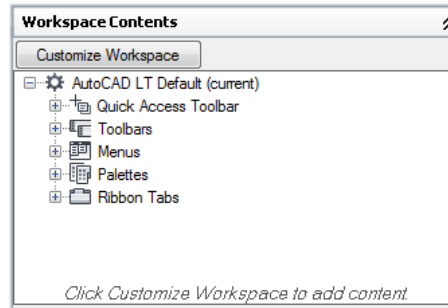 Workspace Contents
Customize Workspace
AutoCAD LT Default (current)
Quick Access Toolbar
Toolbars
Menus
Palettes
Ribbon Tabs
Click Customize Workspace to add content.